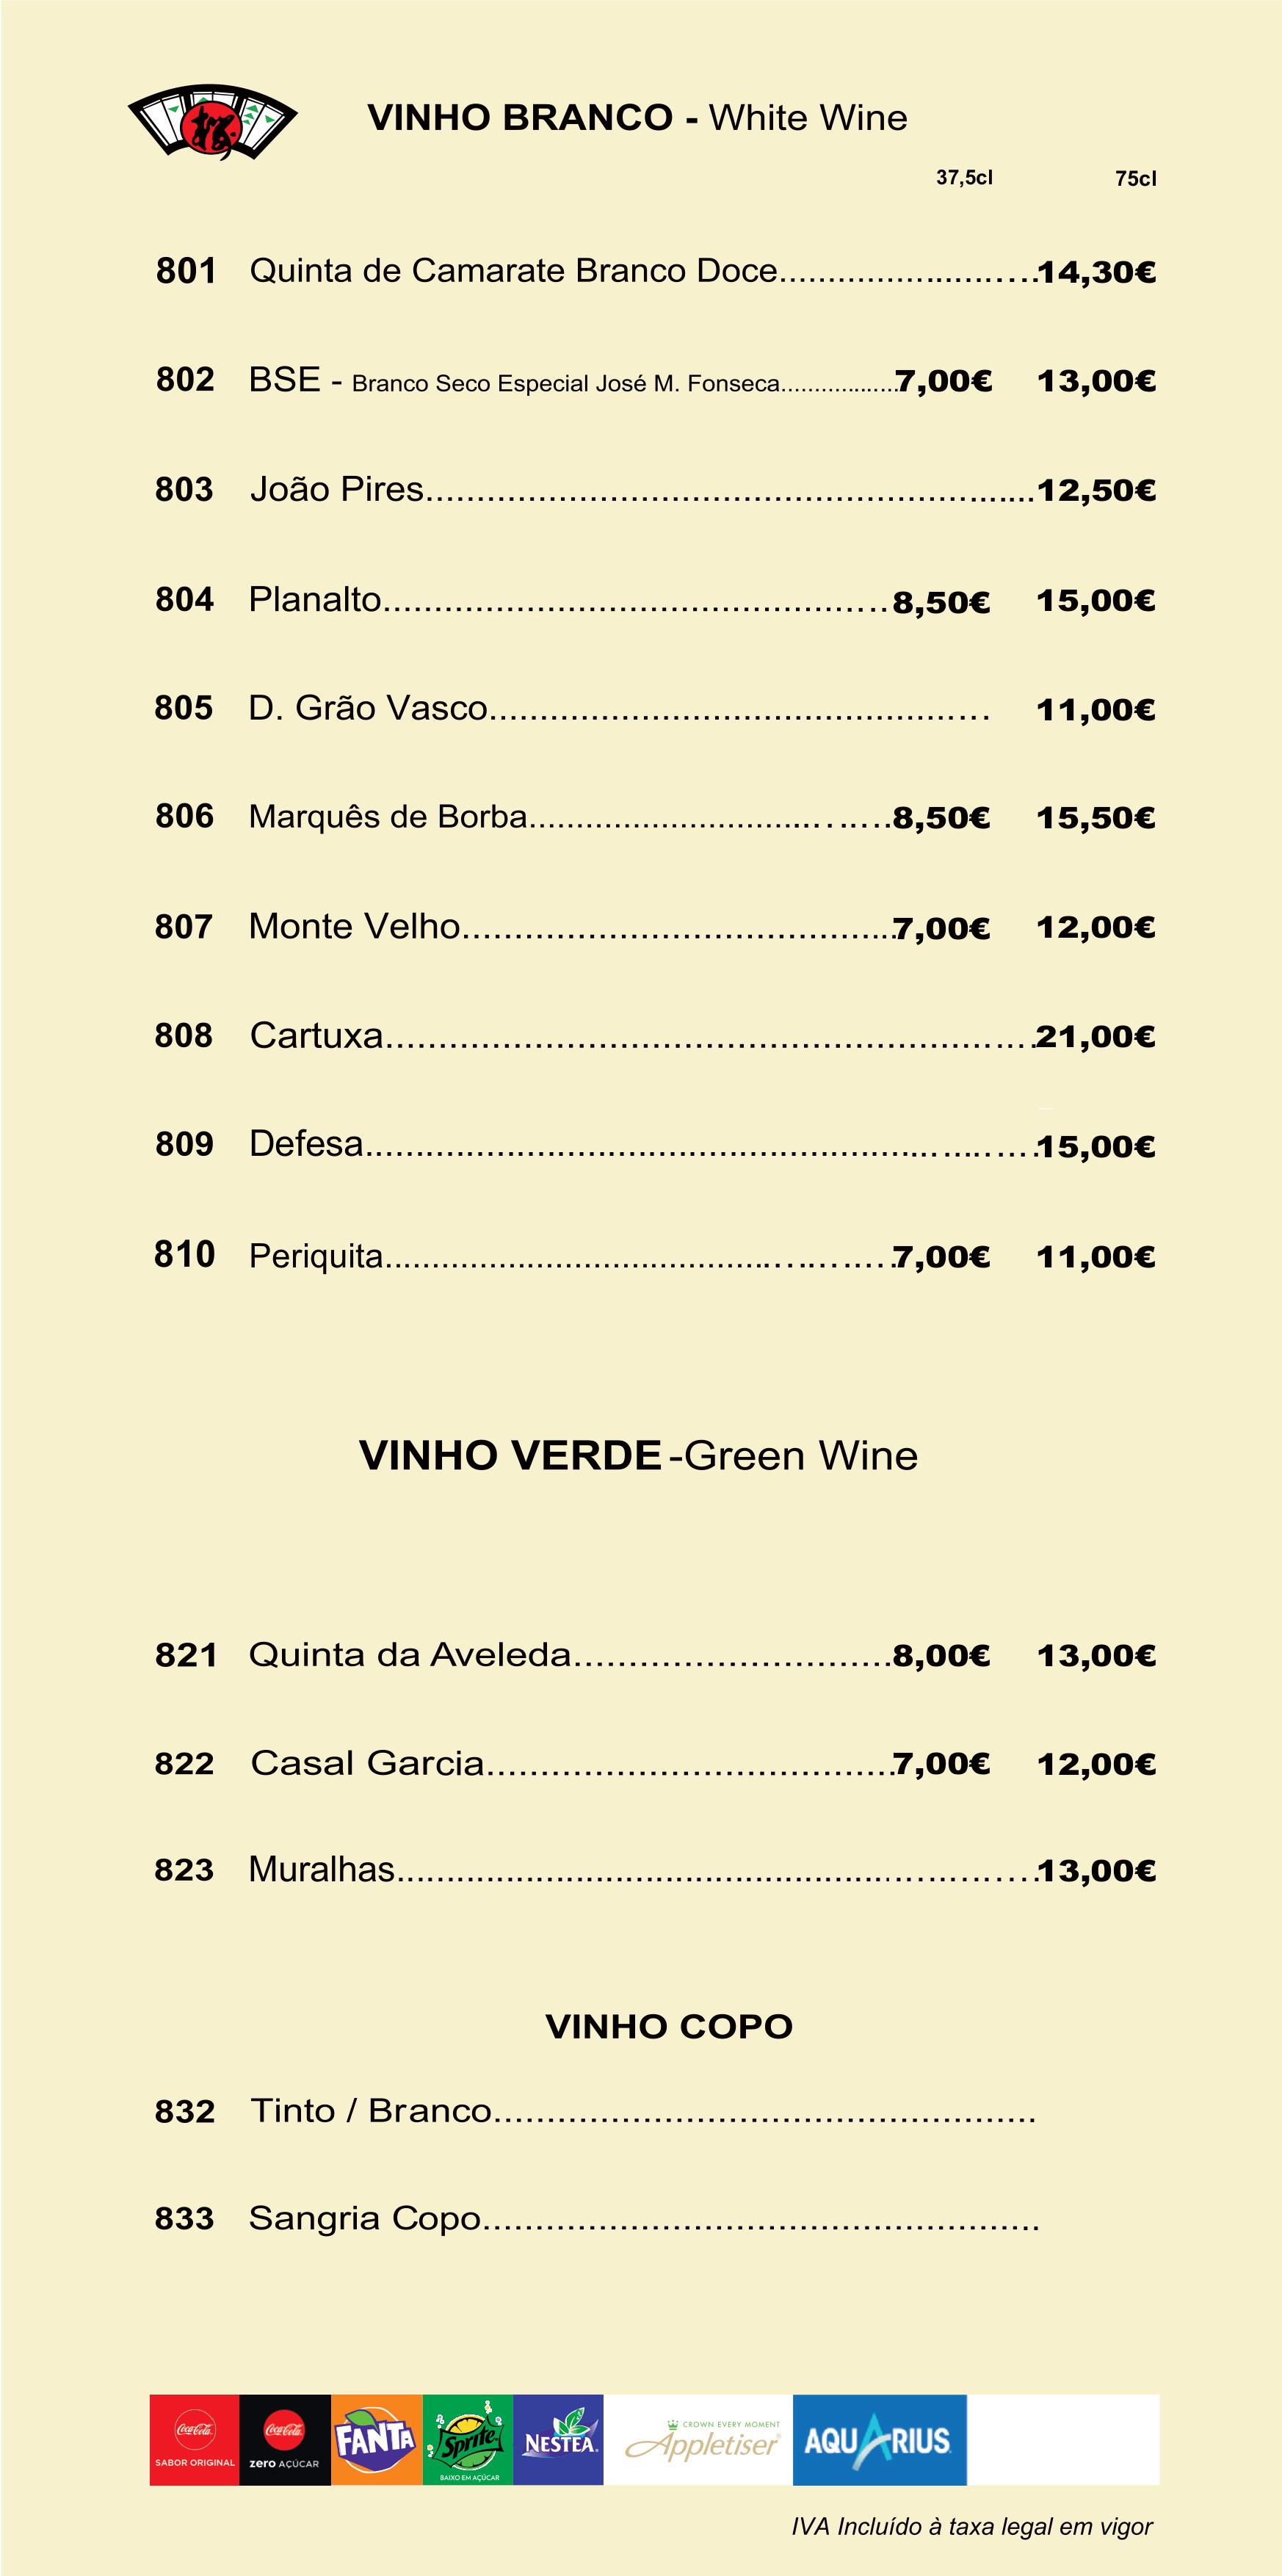 VINHO BRANCO - White Wine
37,5cl 75cl
801 Quinta de Camarate Branco Doce..........................14,30€
802 BSE - Branco Seco Especial José M. Fonseca..................7,00€ 13,00€
803 João Pires............................................................12,50€
804 Planalto..................................................8,50€ 15,00€
805 D. Grão Vasco................................................. 11,00€
806 Marquês de Borba...................................8,50€ 15,50€
807 Monte Velho.........................................7,00€ 12,00€
808 Cartuxa...............................................................21,00€
809 Defesa...............................................................15,00€
810 Periquita..................................................7,00€ 11,00€
VINHO VERDE -Green Wine
821 Quinta da Aveleda..............................8,00€ 13,00€
822 Casal Garcia.......................................7,00€ 12,00€
823 Muralhas..............................................................13,00€
VINHO COPO
832 Tinto / Branco....................................................
833 Sangria Copo.....................................................
Coca-Cola
SABOR ORIGINAL
Coca-Cola
zero AÇÚCAR
FANTA
Sprite
BAIXO EM AÇÚCAR
NESTEA
CROWN EVERY MOMENT
Appletiser
AQUARIUS
IVA Incluído à taxa legal em vigor